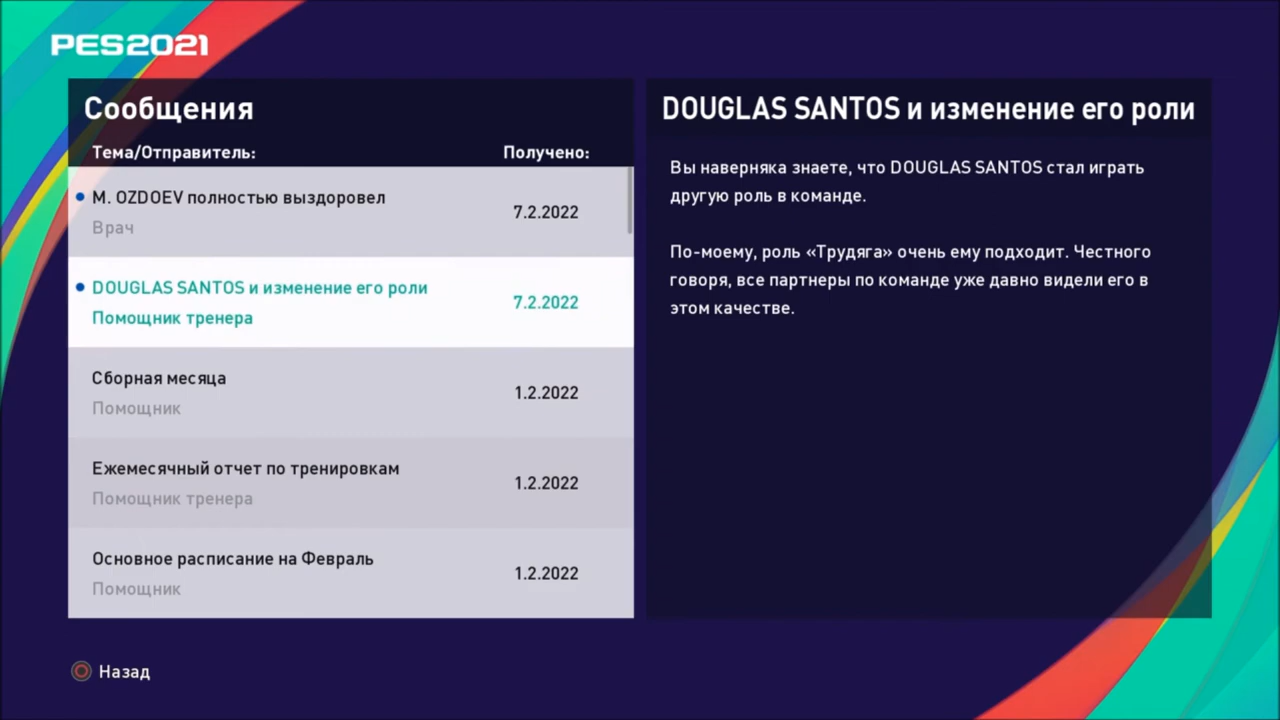 PES2021
Сообщения
Тема/Отправитель:
Получено:
M. OZDOEV полностью выздоровел
Врач
7.2.2022
DOUGLAS SANTOS и изменение его роли
Помощник тренера
7.2.2022
Сборная месяца
Помощник
1.2.2022
Ежемесячный отчет по тренировкам
Помощник тренера
1.2.2022
Основное расписание на Февраль
Помощник
1.2.2022
DOUGLAS SANTOS и изменение его роли
Вы наверняка знаете, что DOUGLAS SANTOS стал играть
другую роль в команде.
По-моему, роль «Трудяга» очень ему подходит. Честного
говоря, все партнеры по команде уже давно видели его в
этом качестве.
Назад